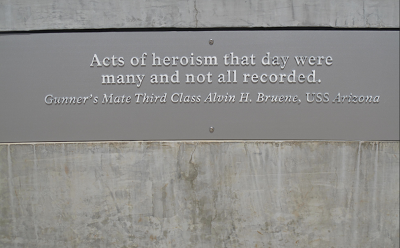 Acts of heroism that day were
many and not all recorded.
Gunner's Mate Third Class Alvin H. Bruene, USS Arizona